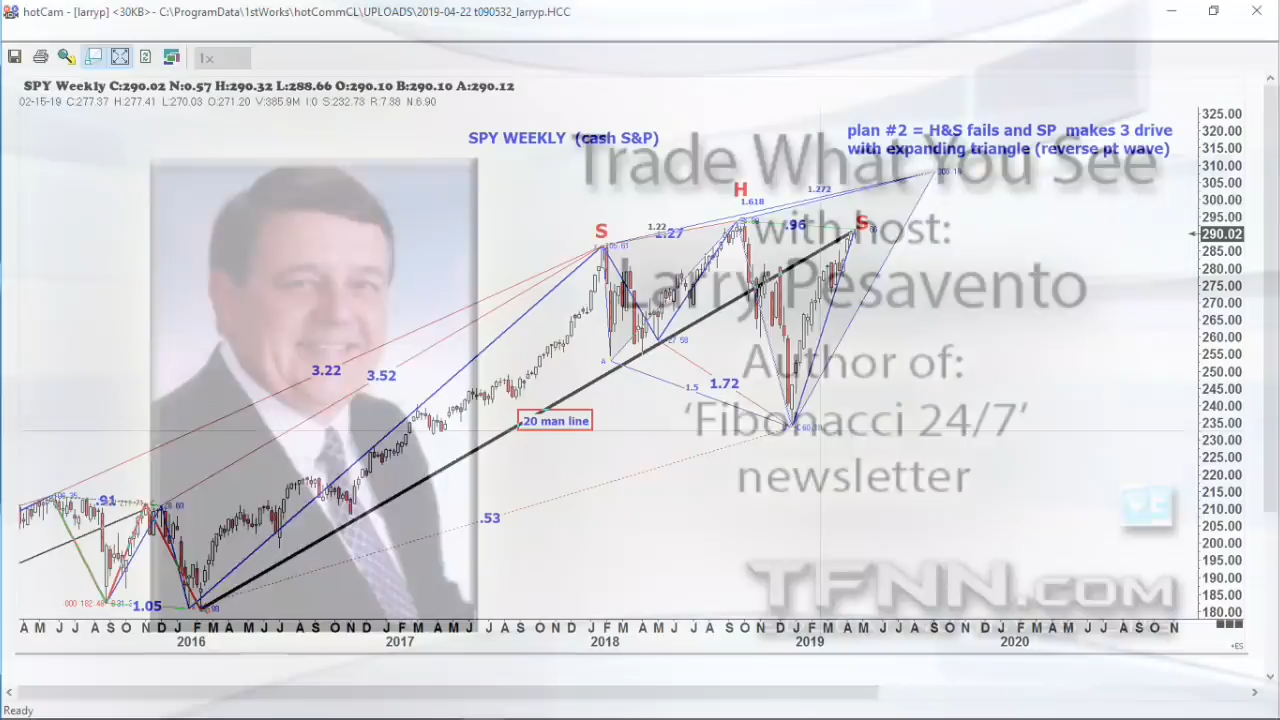 hotCam - [larryp] <30KB>- C:\ProgramData\1stWorks\hotCommCL\UPLOADS\2019-04-22 t090532_larryp.HCC
1x
SPY Weekly C:290.02 N:0.57 H:290.32 L:288.66 O:290.10 B:290.10 A:290.12
02-15-19 C:277.37 H:277.41 L:270.03 O:271.20 V:385.9M I:0 S:232.73 R:7.38 N:6.90
SPY WEEKLY (cash S&P)
plan #2 = H&S fails and SP makes 3 drive
with expanding triangle (reverse pt wave)
Trade What You See
with host:
Larry Pesavento
Author of:
‘Fibonacci 24/7’
newsletter
TFNN.COM
S
H
S
1.618
1.272
1.22
1.27
.96
3.22
3.52
1.5
1.72
A
20 man line
.91
.53
1.05
325.00
320.00
315.00
310.00
305.00
300.00
295.00
290.02
285.00
280.00
275.00
270.00
265.00
260.00
255.00
250.00
245.00
240.00
235.00
230.00
225.00
220.00
215.00
210.00
205.00
200.00
195.00
190.00
185.00
180.00
A M J J A S O N D J F M A M J J A S O N D J F M A M J J A S O N D J F M A M J J A S O N D J F M A M J J A S O N D J F M A M J J A S O N
2016 2017 2018 2019 2020
+ES
Ready